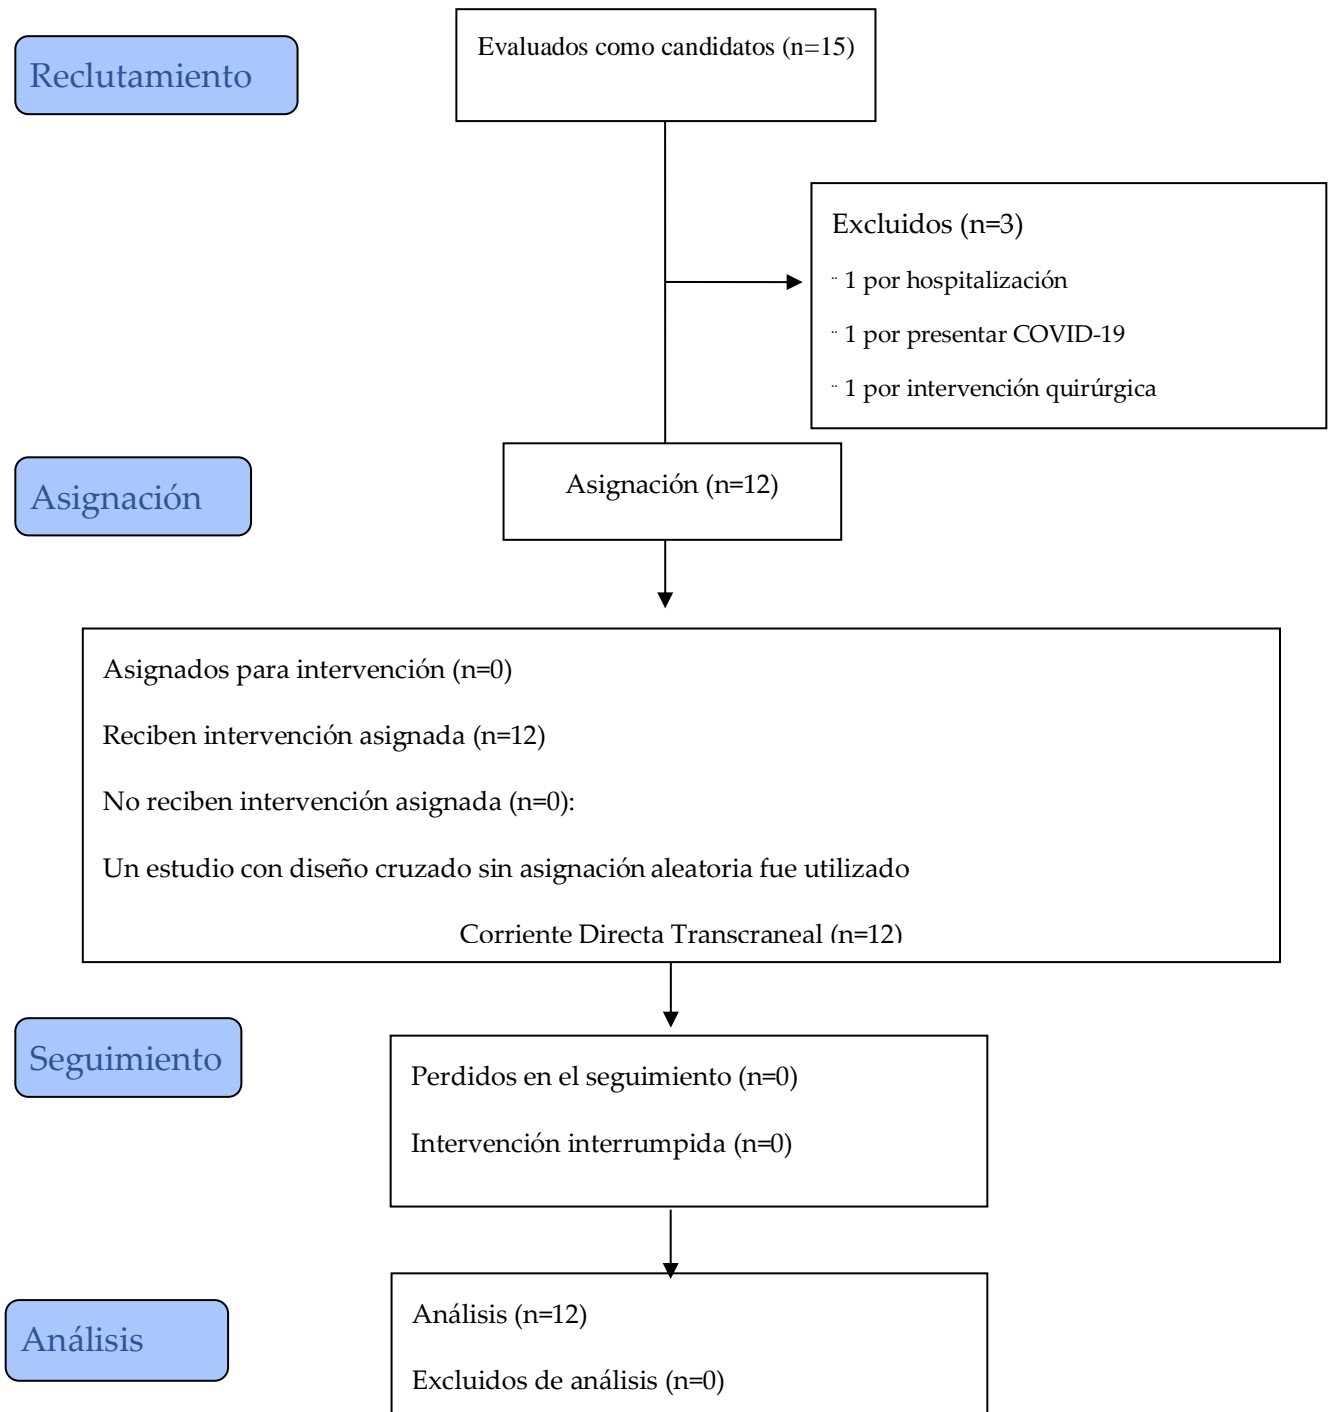 Evaluados como candidatos (n=15)
Reclutamiento
Excluidos (n=3)
¨ 1 por hospitalización
¨ 1 por presentar COVID-19
¨ 1 por intervención quirúrgica
Asignación
Asignación (n=12)
Asignados para intervención (n=0)
Reciben intervención asignada (n=12)
No reciben intervención asignada (n=0):
Un estudio con diseño cruzado sin asignación aleatoria fue utilizado
Corriente Directa Transcraneal (n=12)
Seguimiento
Perdidos en el seguimiento (n=0)
Intervención interrumpida (n=0)
Análisis
Análisis (n=12)
Excluidos de análisis (n=0)